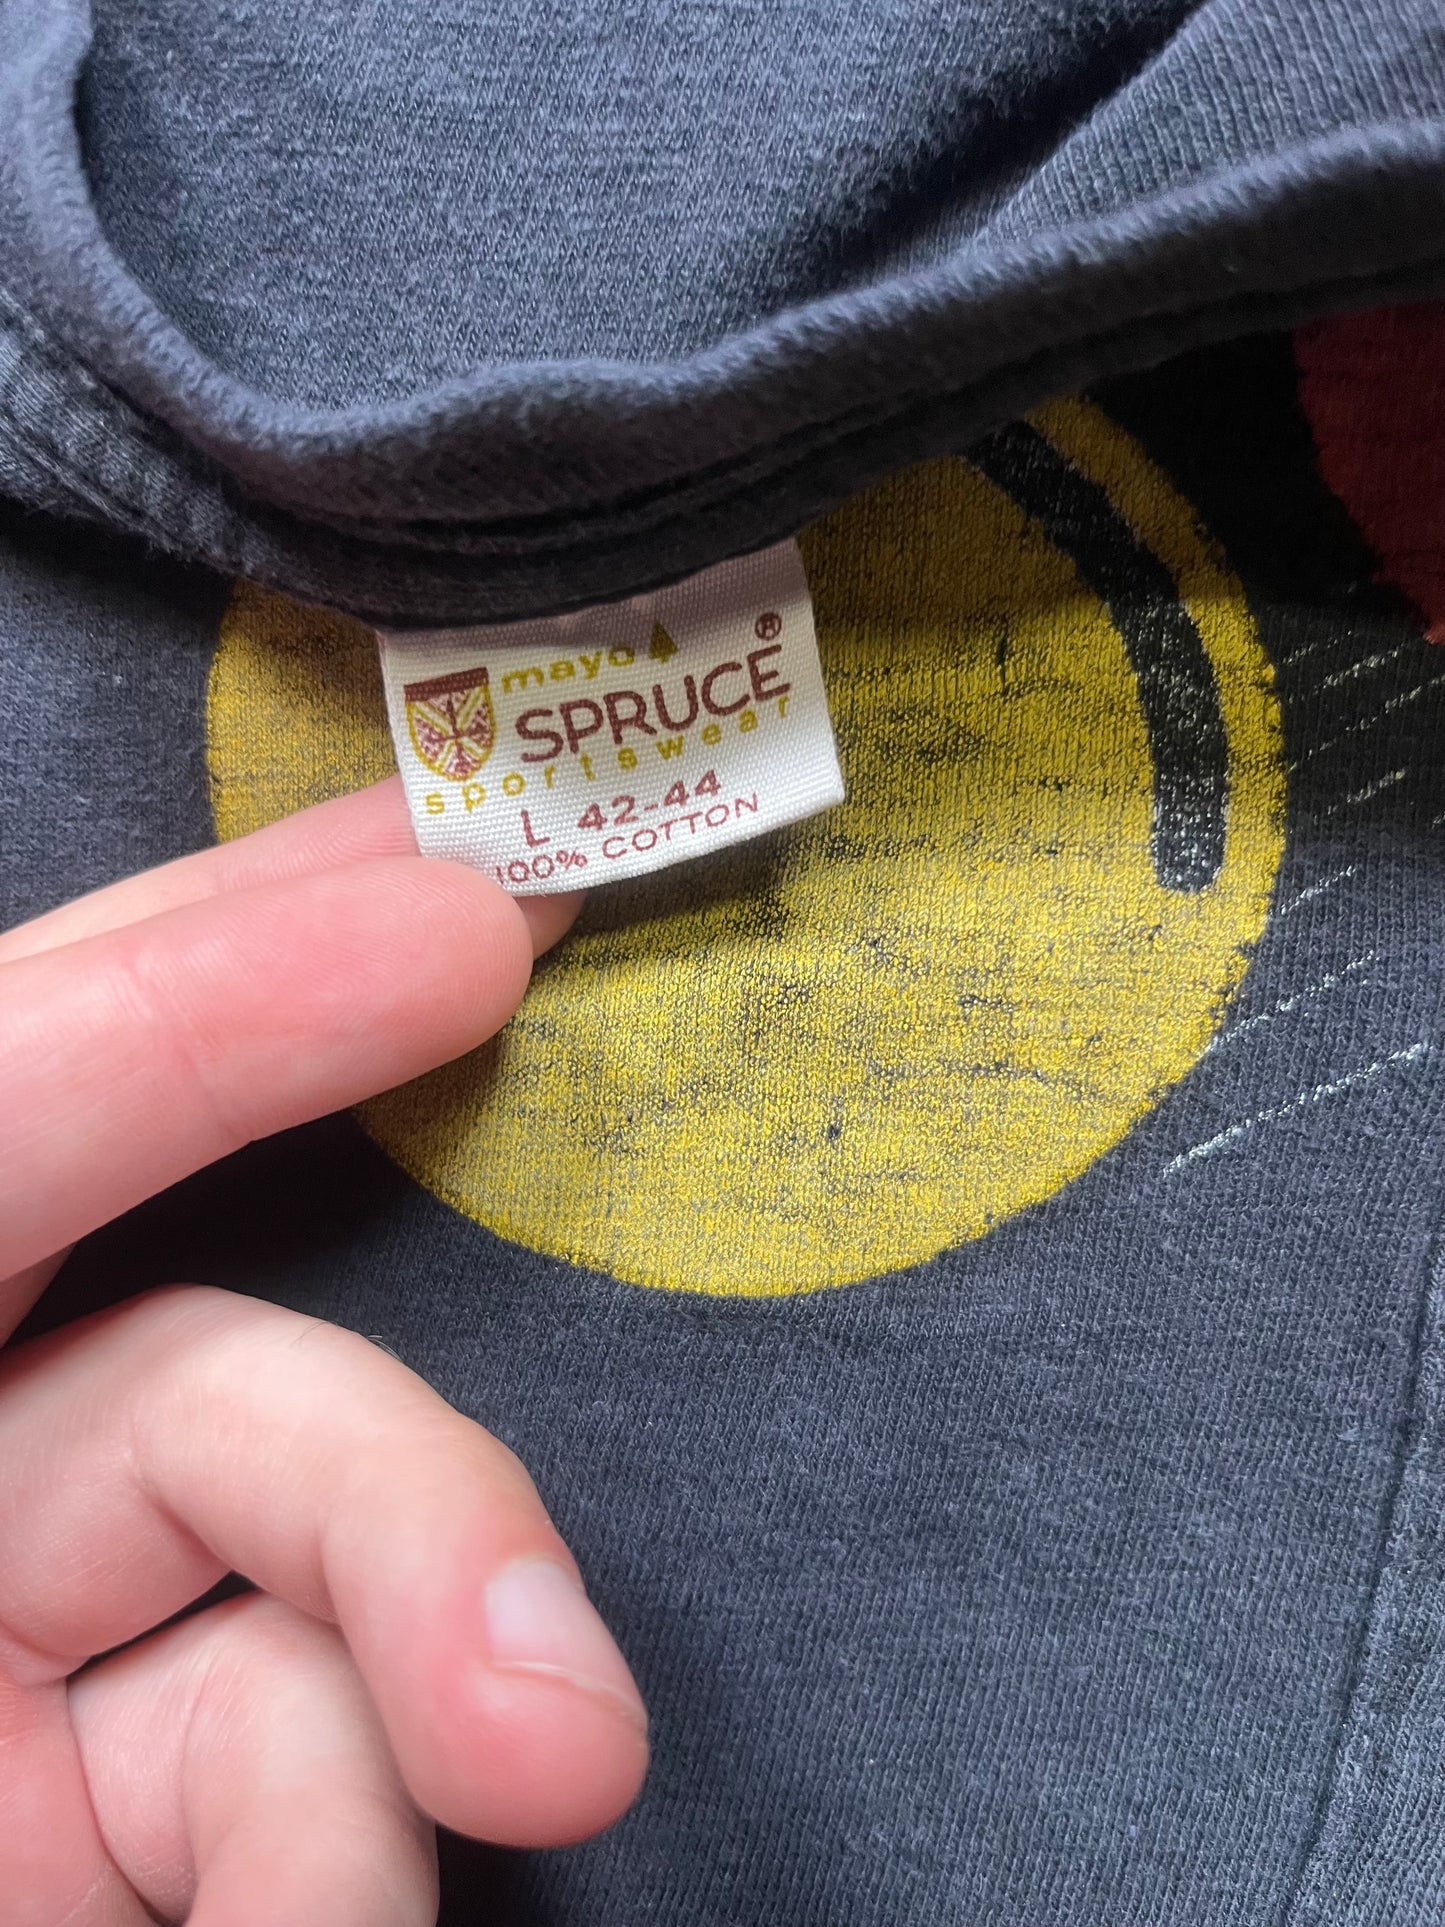 mayo
SPRUCE®
sportswear
L 42-44
100% COTTON